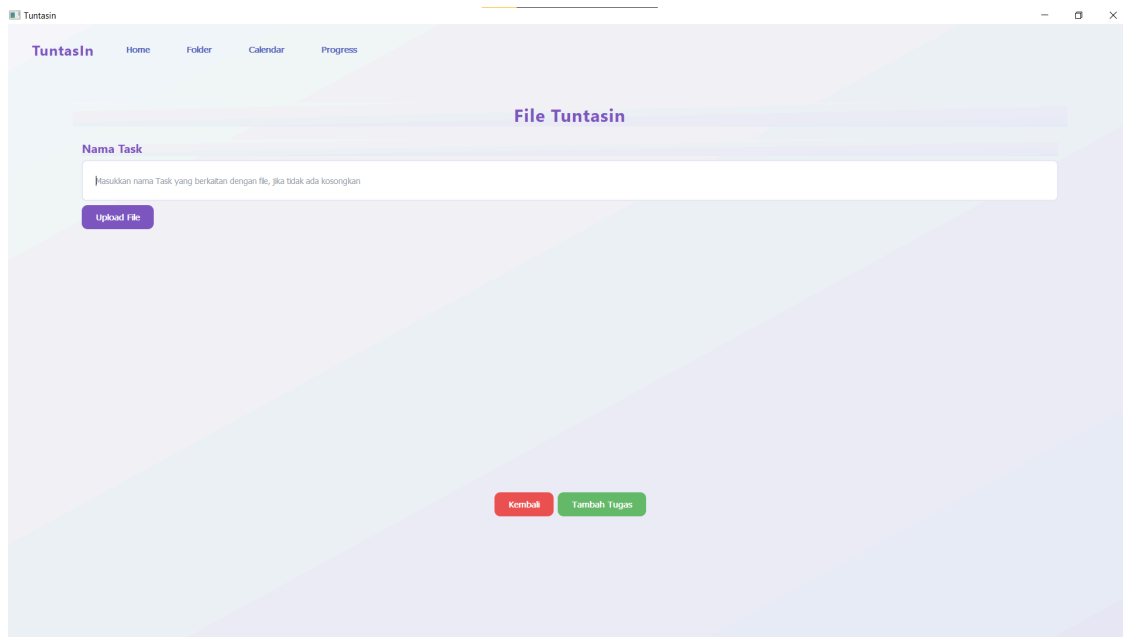 Tuntasin
TuntasIn Home Folder Calendar Progress
File Tuntasin
Nama Task
Masukkan nama Task yang berkaitan dengan file, jika tidak ada kosongkan
Upload File
Kembali Tambah Tugas